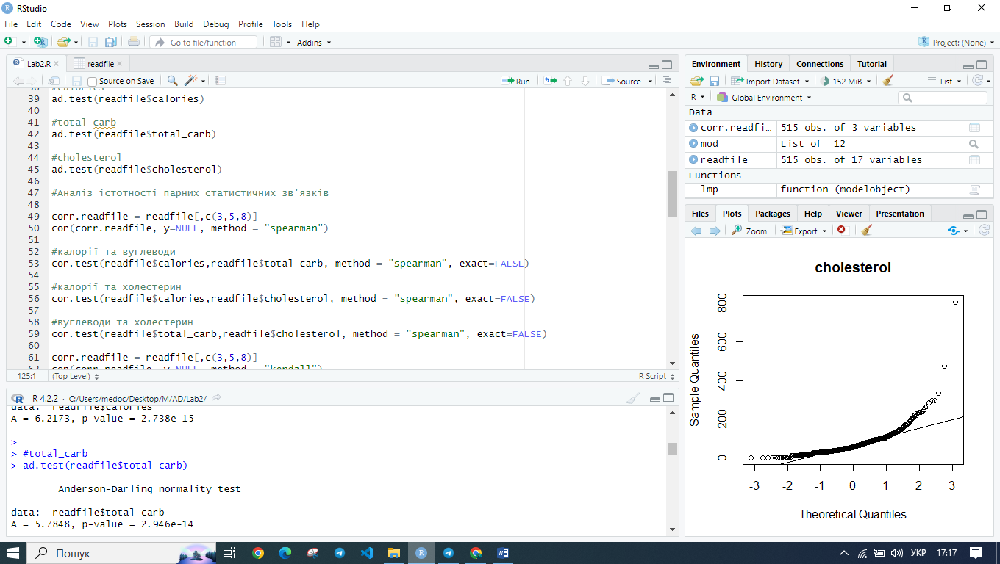 RStudio
File Edit Code View Plots Session Build Debug Profile Tools Help
Go to file/function Addins Project: (None)
Lab2.R readfile
Source on Save Run Source
38 #calories
39 ad.test(readfile$calories)
40
41 #total_carb
42 ad.test(readfile$total_carb)
43
44 #cholesterol
45 ad.test(readfile$cholesterol)
46
47 #Аналіз істотності парних статистичних зв'язків
48
49 corr.readfile = readfile[,c(3,5,8)]
50 cor(corr.readfile, y=NULL, method = "spearman")
51
52 #калорії та вуглеводи
53 cor.test(readfile$calories,readfile$total_carb, method = "spearman", exact=FALSE)
54
55 #калорії та холестерин
56 cor.test(readfile$calories,readfile$cholesterol, method = "spearman", exact=FALSE)
57
58 #вуглеводи та холестерин
59 cor.test(readfile$total_carb,readfile$cholesterol, method = "spearman", exact=FALSE)
60
61 corr.readfile = readfile[,c(3,5,8)]
62 cor(corr.readfile, y=NULL, method = "kendall")
125:1 (Top Level) R Script
R 4.2.2 · C:/Users/medoc/Desktop/M/AD/Lab2/
data: readfile$calories
A = 6.2173, p-value = 2.738e-15
>
> #total_carb
> ad.test(readfile$total_carb)
Anderson-Darling normality test
data: readfile$total_carb
A = 5.7848, p-value = 2.946e-14
Environment History Connections Tutorial
Import Dataset 152 MiB List
R Global Environment
Data
corr.readfi… 515 obs. of 3 variables
mod List of 12
readfile 515 obs. of 17 variables
Functions
lmp function (modelobject)
Files Plots Packages Help Viewer Presentation
Zoom Export
cholesterol
Sample Quantiles
800
600
400
200
0
-3 -2 -1 0 1 2 3
Theoretical Quantiles
Пошук УКР 17:17